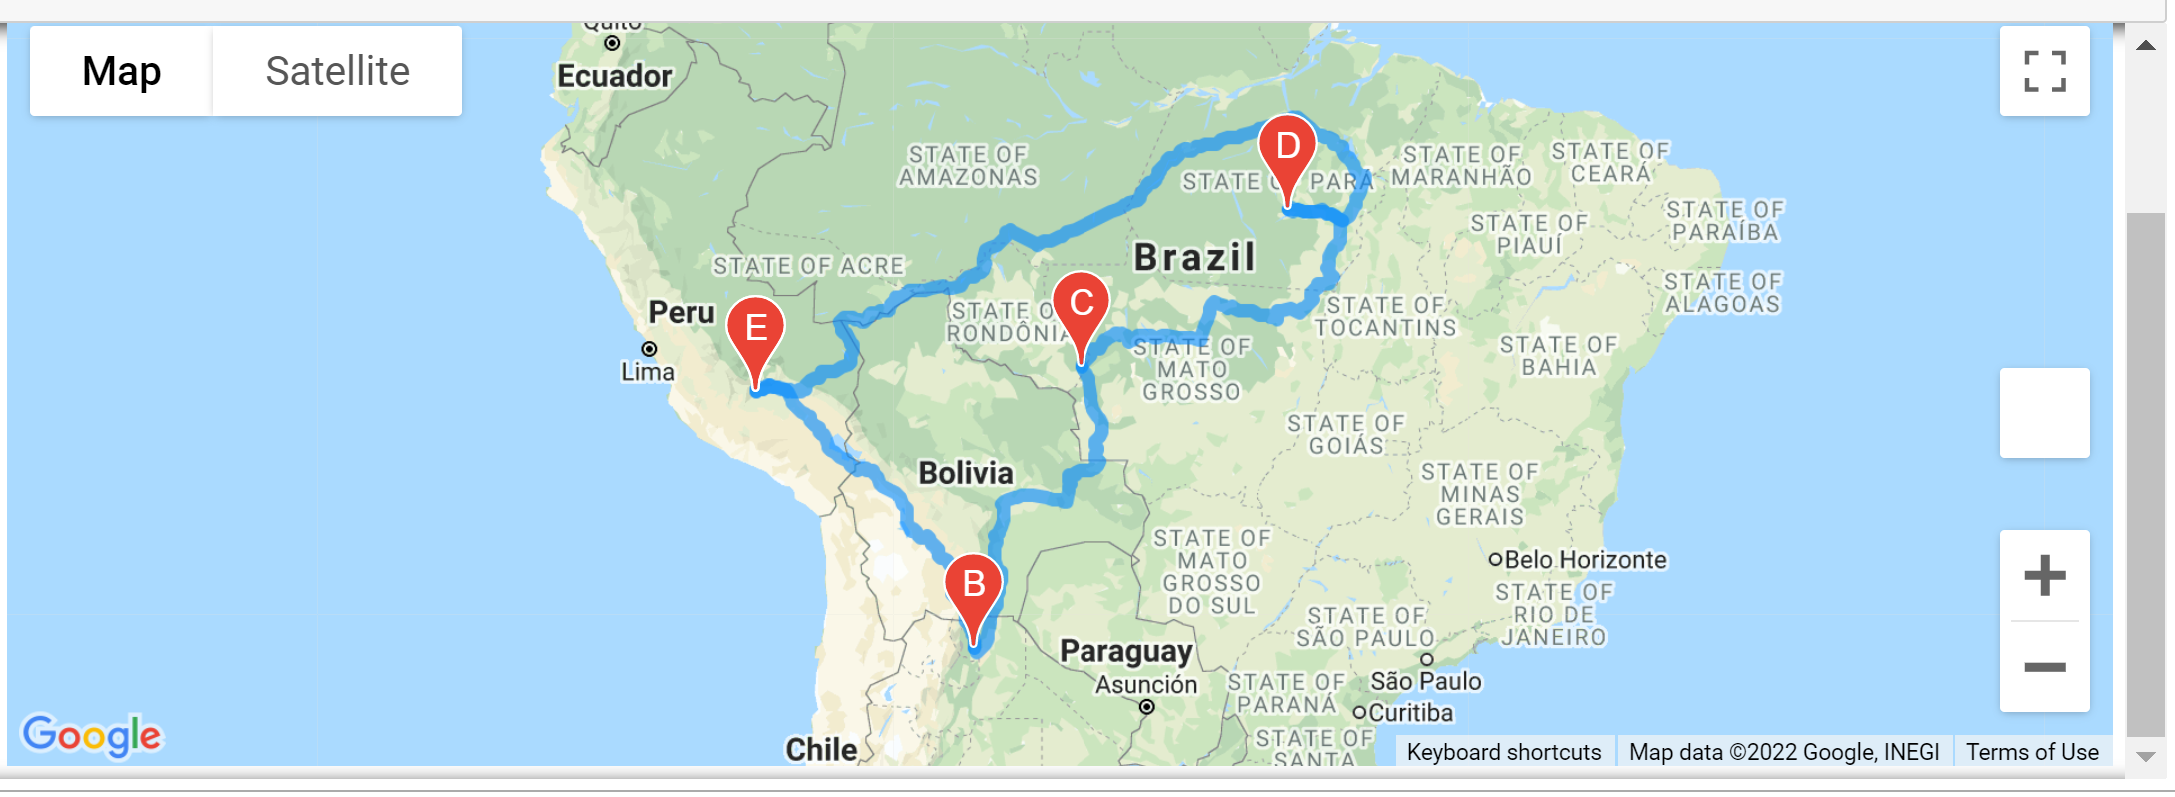 Map
Satellite
Quito
Ecuador
STATE OF
AMAZONAS
STATE OF PARÁ
STATE OF
MARANHÃO
STATE OF
CEARÁ
STATE OF
PIAUÍ
STATE OF
PARAÍBA
STATE OF
ALAGOAS
D
Brazil
STATE OF ACRE
Peru
Lima
E
STATE O
RONDÔNIA
C
STATE OF
MATO
GROSSO
STATE OF
TOCANTINS
STATE OF
BAHIA
STATE OF
GOIÁS
Bolivia
STATE OF
MINAS
GERAIS
STATE OF
MATO
GROSSO
DO SUL
Belo Horizonte
STATE OF
RIO DE
JANEIRO
B
STATE OF
SÃO PAULO
Paraguay
Asunción
São Paulo
STATE OF
PARANÁ
Curitiba
STATE OF
SANTA
Chile
Google
Keyboard shortcuts
Map data ©2022 Google, INEGI
Terms of Use